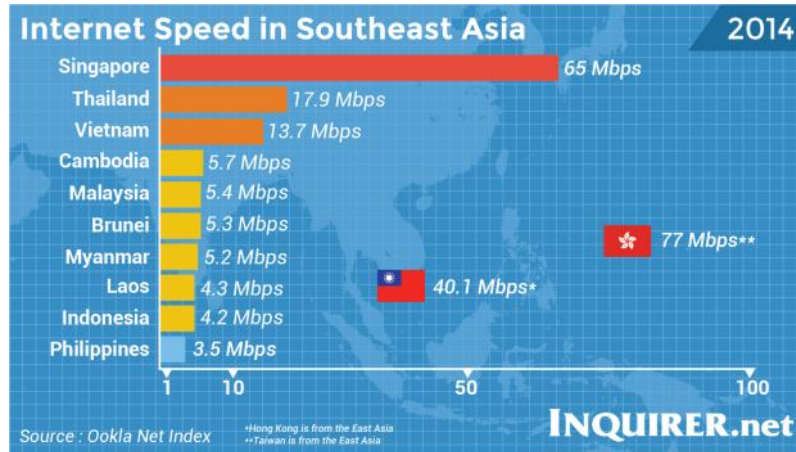 Internet Speed in Southeast Asia
2014
Singapore 65 Mbps
Thailand 17.9 Mbps
Vietnam 13.7 Mbps
Cambodia 5.7 Mbps
Malaysia 5.4 Mbps
Brunei 5.3 Mbps
77 Mbps**
Myanmar 5.2 Mbps
Laos 4.3 Mbps
40.1 Mbps*
Indonesia 4.2 Mbps
Philippines 3.5 Mbps
1 10 50 100
Source : Ookla Net Index
*Hong Kong is from the East Asia
**Taiwan is from the East Asia
INQUIRER.net